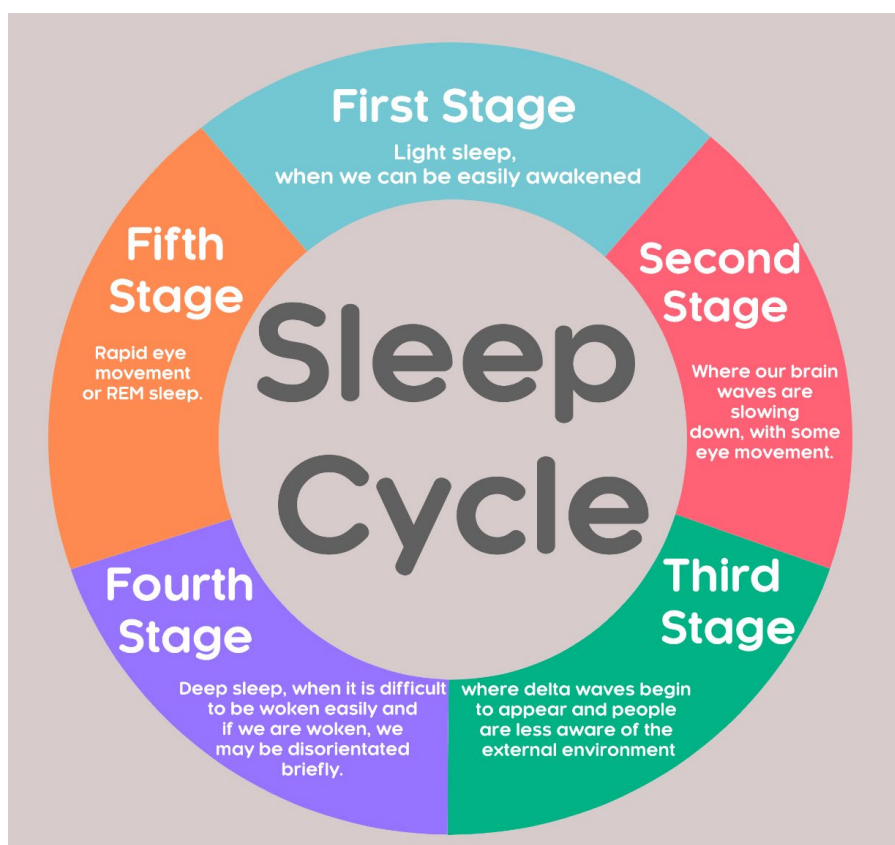 First Stage
Light sleep,
when we can be easily awakened
Second
Stage
Where our brain
waves are
slowing
down, with some
eye movement.
Third
Stage
where delta waves begin
to appear and people
are less aware of the
external environment
Fourth
Stage
Deep sleep, when it is difficult
to be woken easily and
if we are woken, we
may be disorientated
briefly.
Fifth
Stage
Rapid eye
movement
or REM sleep.
Sleep
Cycle